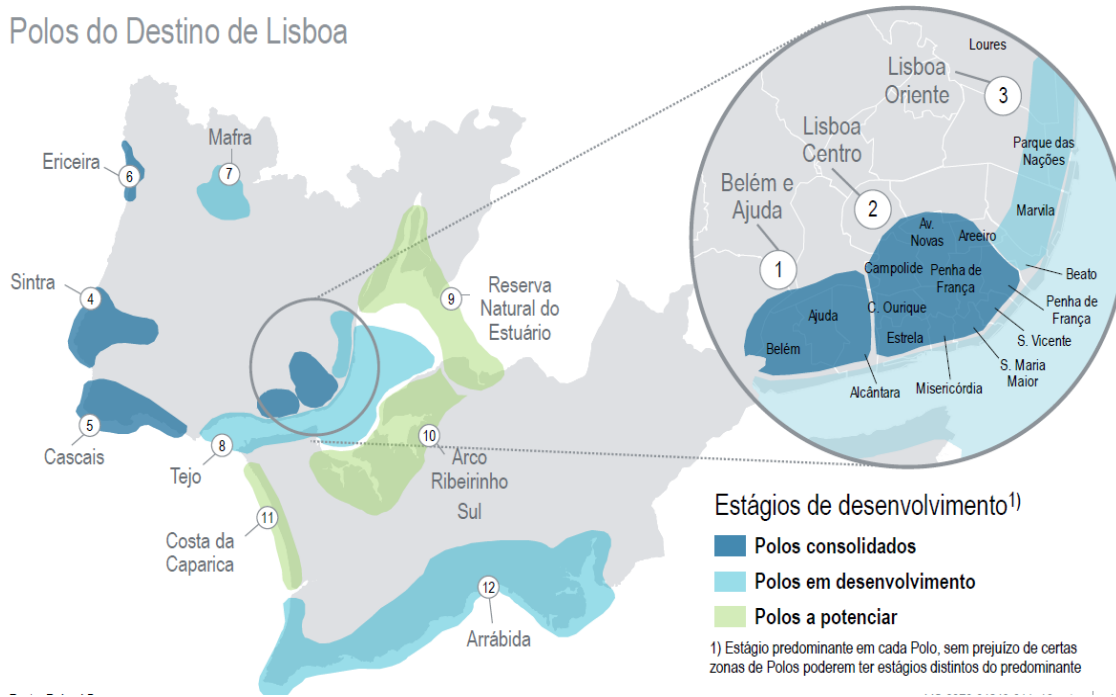 Polos do Destino de Lisboa
Loures
Lisboa
Oriente
3
Lisboa
Centro
2
Belém e
Ajuda
1
Parque das
Nações
Marvila
Av.
Novas
Areeiro
Campolide
Penha de
França
Beato
Penha de
França
C. Ourique
Ajuda
Estrela
S. Vicente
Belém
S. Maria
Maior
Alcântara
Misericórdia
Mafra
7
Ericeira
6
Sintra
4
9
Reserva
Natural do
Estuário
5
Cascais
8
Tejo
10
Arco
Ribeirinho
Sul
11
Costa da
Caparica
12
Arrábida
Estágios de desenvolvimento1)
Polos consolidados
Polos em desenvolvimento
Polos a potenciar
1) Estágio predominante em cada Polo, sem prejuízo de certas
zonas de Polos poderem ter estágios distintos do predominante